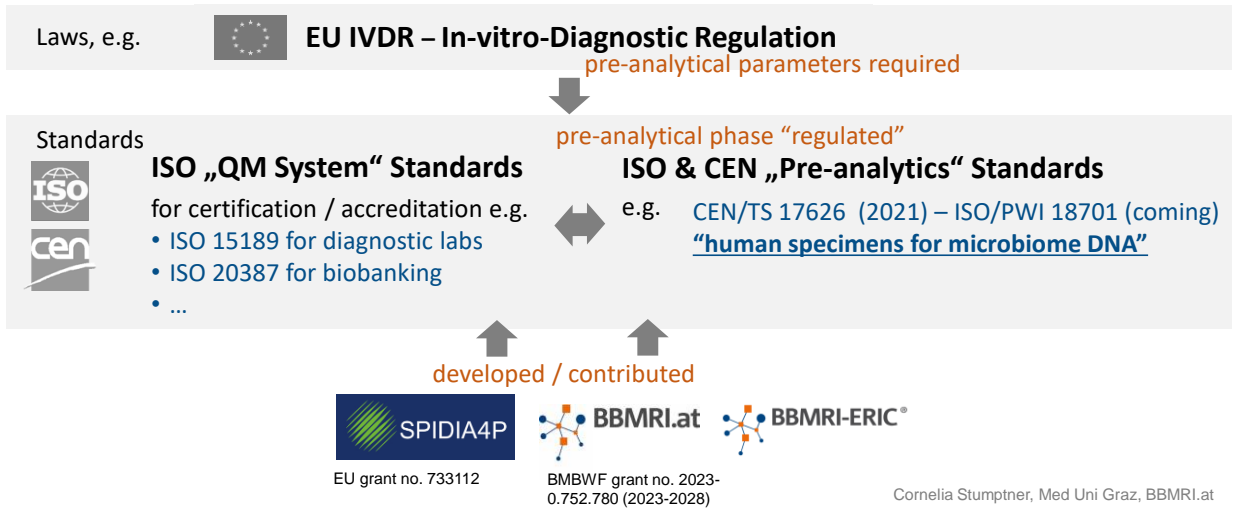 Laws, e.g.
EU IVDR – In-vitro-Diagnostic Regulation
pre-analytical parameters required
Standards
pre-analytical phase “regulated”
ISO
cen
ISO „QM System“ Standards
for certification / accreditation e.g.
• ISO 15189 for diagnostic labs
• ISO 20387 for biobanking
• ...
ISO & CEN „Pre-analytics“ Standards
e.g.
CEN/TS 17626 (2021) – ISO/PWI 18701 (coming)
“human specimens for microbiome DNA”
developed / contributed
SPIDIA4P
BBMRI.at
BBMRI-ERIC®
EU grant no. 733112
BMBWF grant no. 2023-
0.752.780 (2023-2028)
Cornelia Stumptner, Med Uni Graz, BBMRI.at